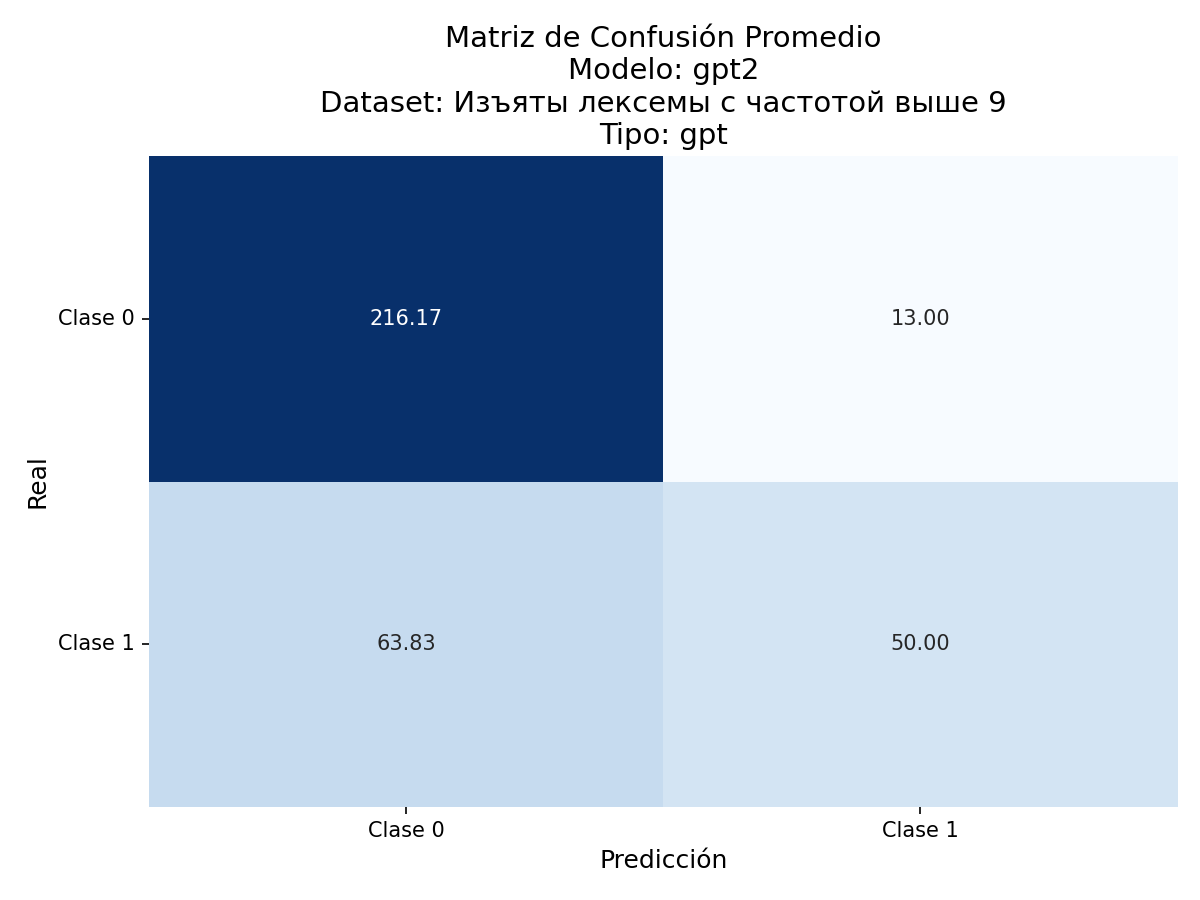 Matriz de Confusión Promedio
Modelo: gpt2
Dataset: Изъяты лексемы с частотой выше 9
Tipo: gpt
Clase 0
216.17
13.00
Real
Clase 1
63.83
50.00
Clase 0
Clase 1
Predicción